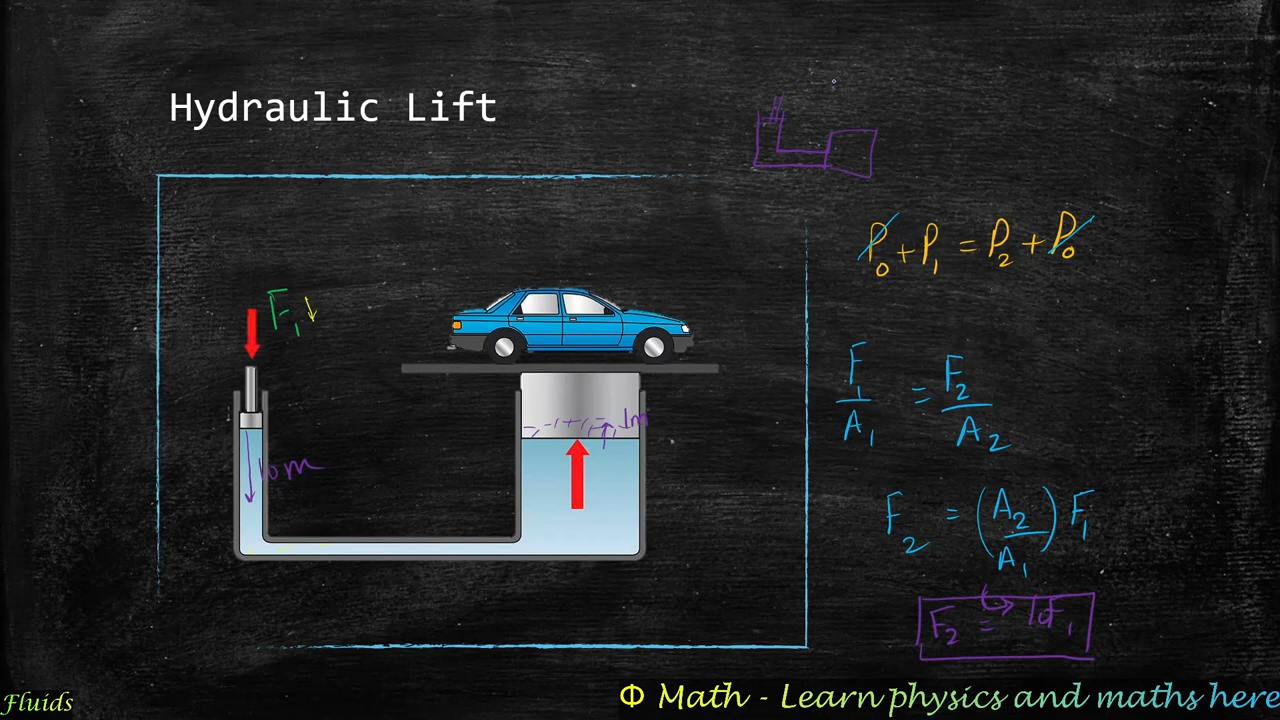 Hydraulic Lift
P₀ + P₁ = P₂ + P₀
F₁ ↓
F₁/A₁ = F₂/A₂
1m
10m
F₂ = (A₂/A₁) F₁
F₂ = 10F₁
Fluids
Φ Math - Learn physics and maths here